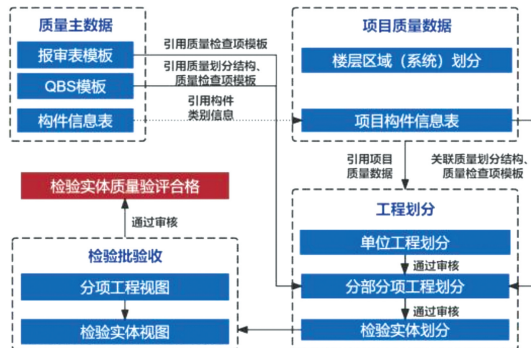 质量主数据
报审表模板
QBS模板
构件信息表
引用质量检查项模板
引用质量划分结构、
质量检查项模板
引用构件
类别信息
项目质量数据
楼层区域（系统）划分
项目构件信息表
引用项目
质量数据
关联质量划分结构、
质量检查项模板
检验实体质量验评合格
通过审核
检验批验收
分项工程视图
检验实体视图
工程划分
单位工程划分
通过审核
分部分项工程划分
通过审核
检验实体划分